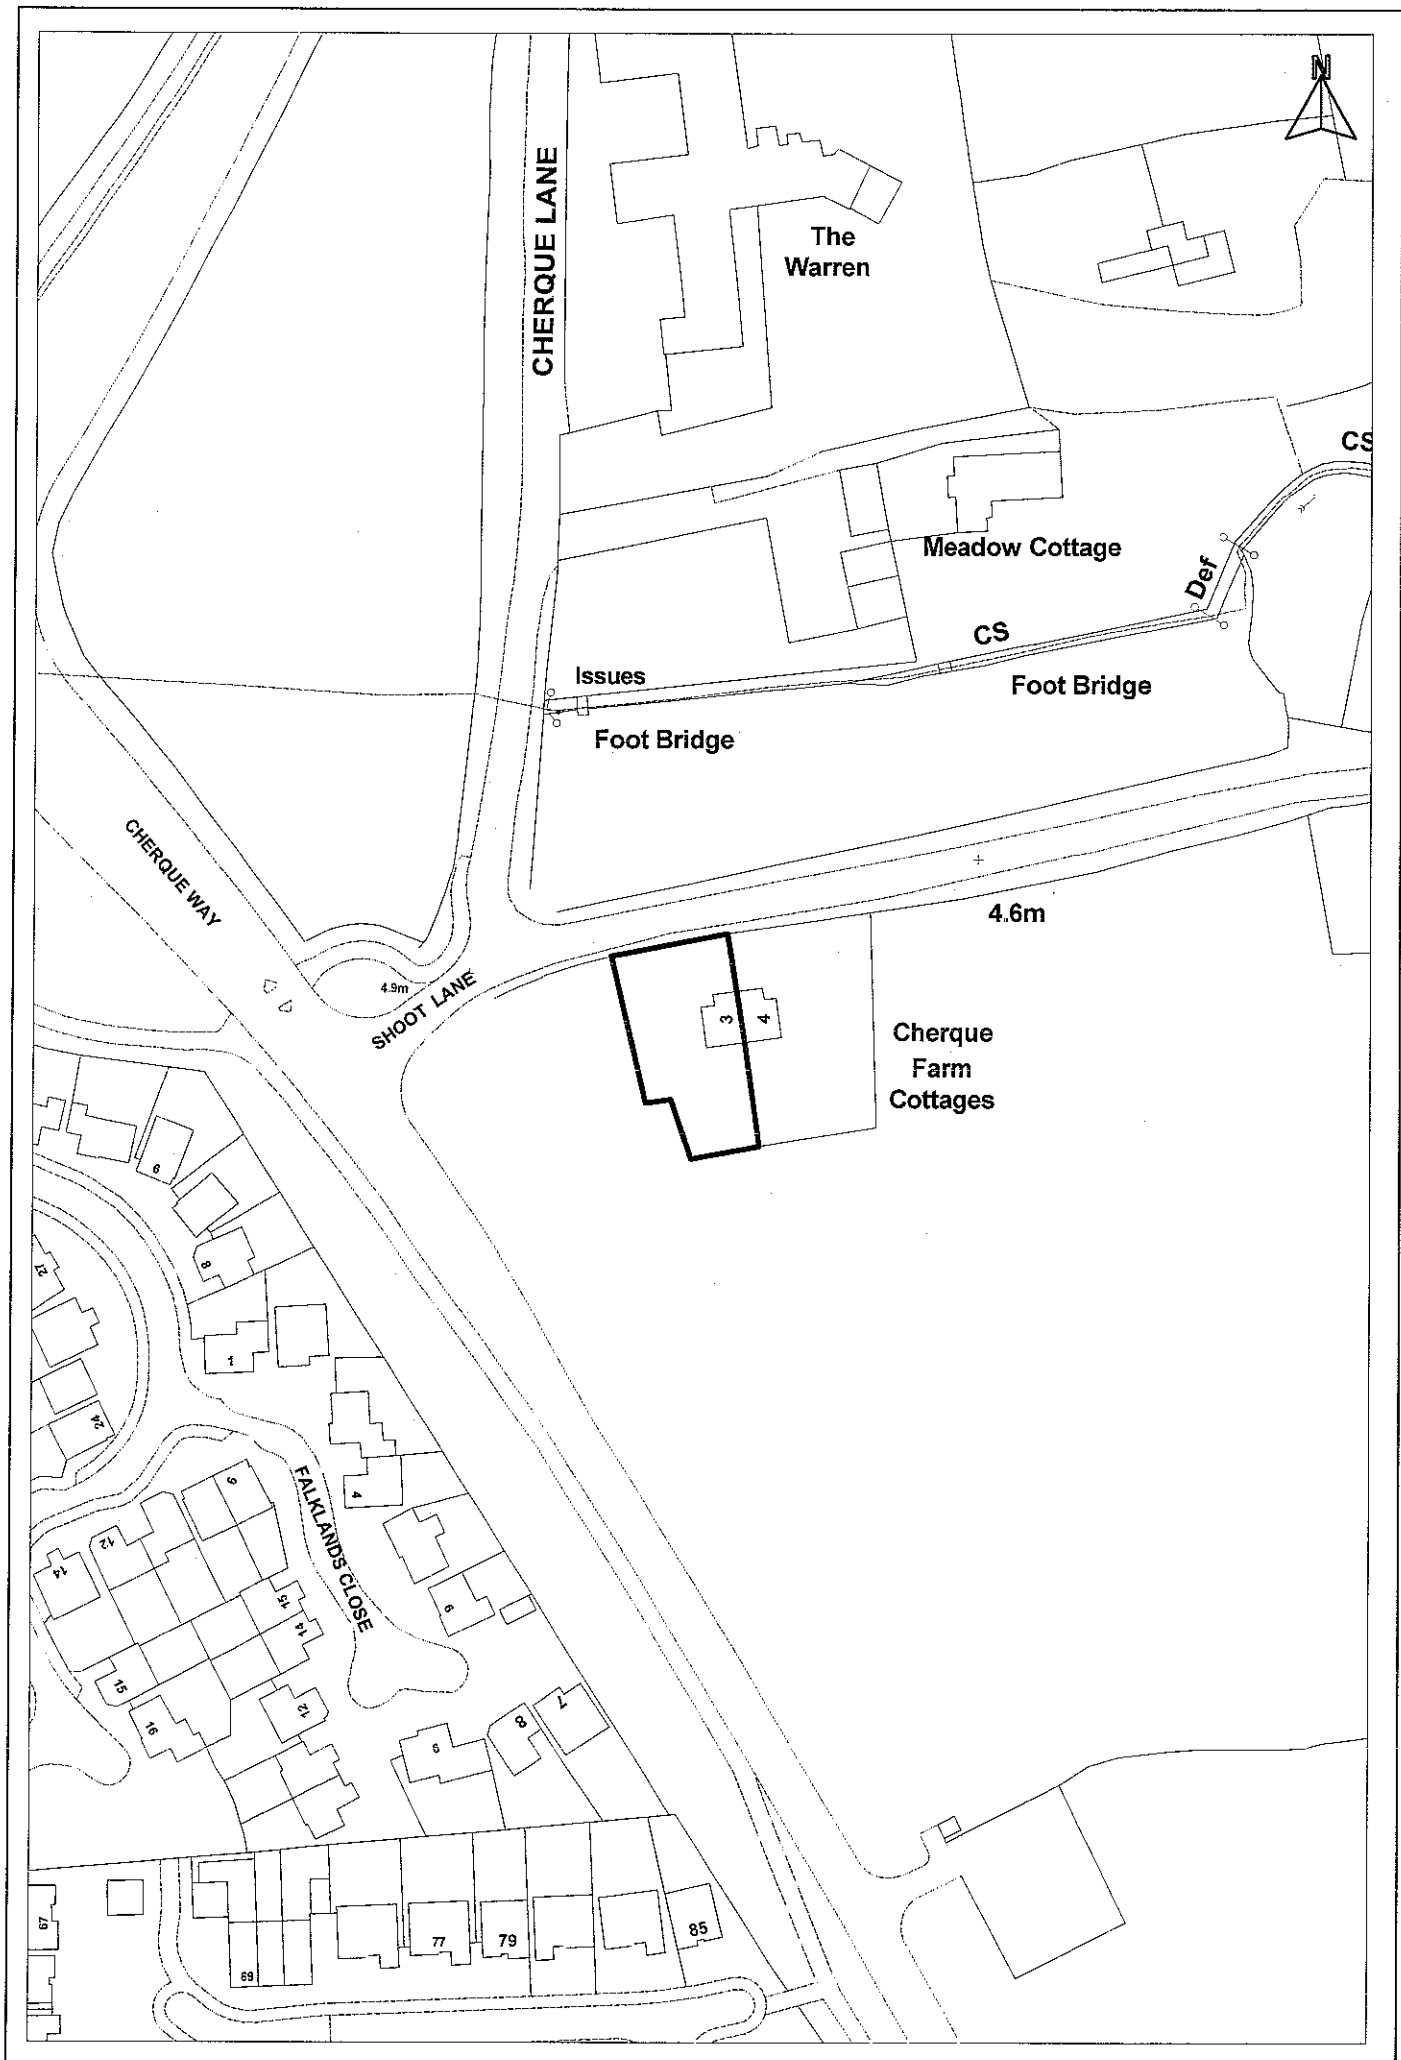 N
CHERQUE LANE
The
Warren
CS
Meadow Cottage
Def
CS
Issues
Foot Bridge
Foot Bridge
CHERQUE WAY
4.6m
4.9m
SHOOT LANE
3
4
Cherque
Farm
Cottages
6
8
27
1
24
4
9
FALKLANDS CLOSE
12
14
15
14
6
15
16
12
7
8
9
67
69
77
79
85